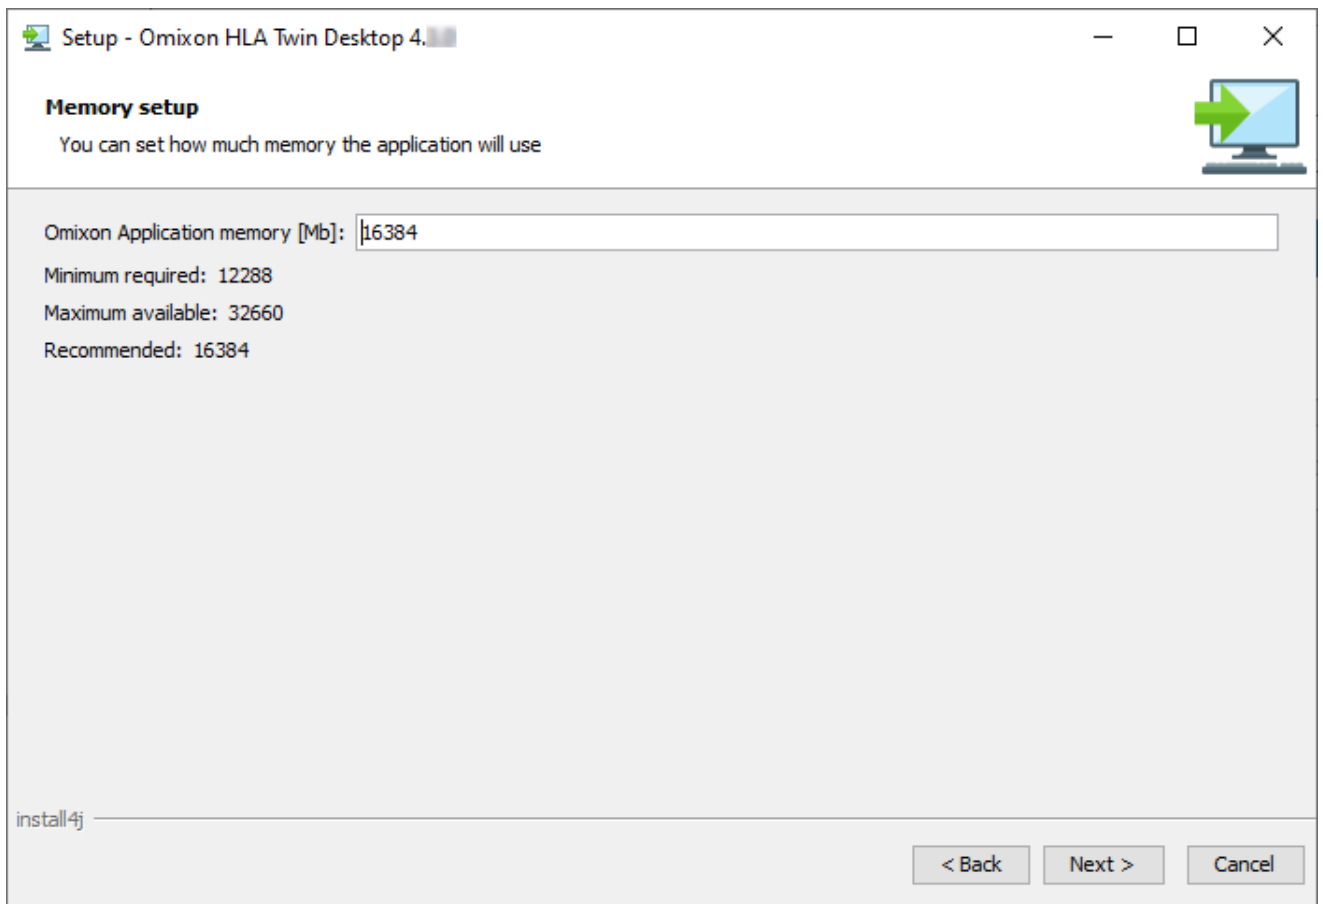 Setup - Omixon HLA Twin Desktop 4.
Memory setup
You can set how much memory the application will use
Omixon Application memory [Mb]: 16384
Minimum required: 12288
Maximum available: 32660
Recommended: 16384
install4j
< Back Next > Cancel